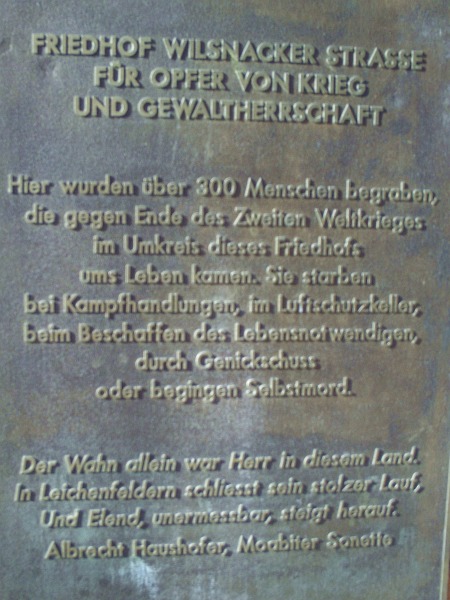 FRIEDHOF WILSNACKER STRASSE
FÜR OPFER VON KRIEG
UND GEWALTHERRSCHAFT
Hier wurden über 300 Menschen begraben,
die gegen Ende des Zweiten Weltkrieges
im Umkreis dieses Friedhofs
ums Leben kamen. Sie starben
bei Kampfhandlungen, im Luftschutzkeller,
beim Beschaffen des Lebensnotwendigen,
durch Genickschuss
oder begingen Selbstmord.
Der Wahn allein war Herr in diesem Land.
In Leichenfeldern schliesst sein stolzer Lauf,
Und Elend, unermessbar, steigt herauf.
Albrecht Haushofer, Moabiter Sonette